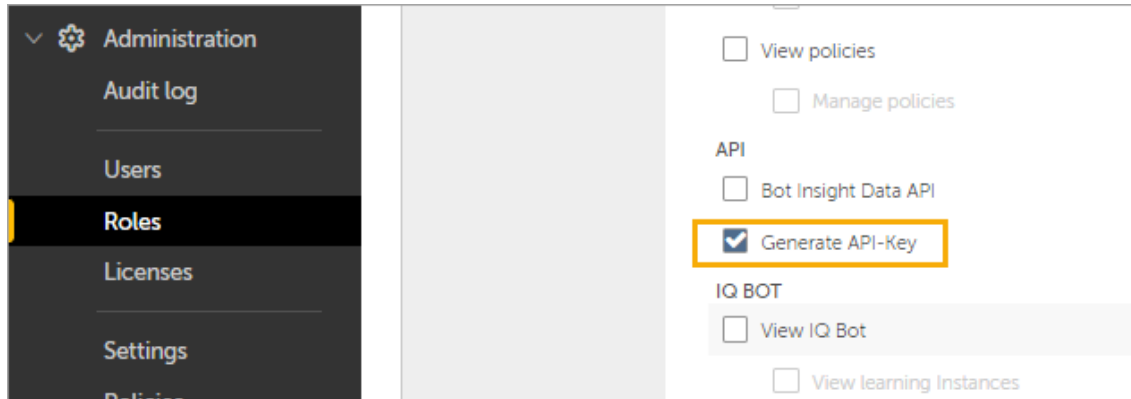 Administration
Audit log
Users
Roles
Licenses
Settings
Policies
View policies
Manage policies
API
Bot Insight Data API
Generate API-Key
IQ BOT
View IQ Bot
View learning Instances